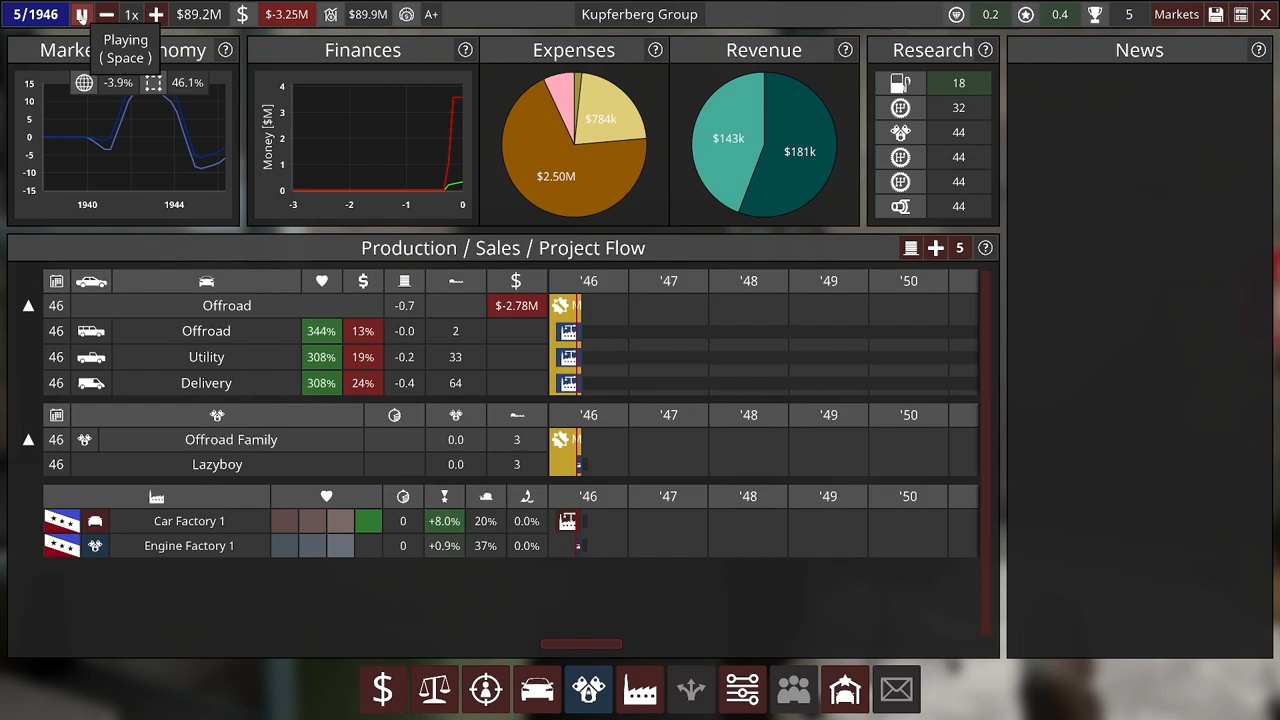 5/1946 1x $89.2M $-3.25M $89.9M A+ Kupferberg Group 0.2 0.4 5 Markets
Playing
( Space )
Mark onomy ?
-3.9% 46.1%
15
10
5
0
-5
-10
-15
1940 1944
Finances ?
Money [$M]
4
3
2
1
0
-3 -2 -1 0
Expenses ?
$784k
$2.50M
Revenue ?
$143k
$181k
Research ?
18
32
44
44
44
44
News ?
Production / Sales / Project Flow 5 ?
$ $ '46 '47 '48 '49 '50
46 Offroad -0.7 $-2.78M M
46 Offroad 344% 13% -0.0 2
46 Utility 308% 19% -0.2 33
46 Delivery 308% 24% -0.4 64
'46 '47 '48 '49 '50
46 Offroad Family 0.0 3 M
46 Lazyboy 0.0 3
'46 '47 '48 '49 '50
Car Factory 1 0 +8.0% 20% 0.0%
Engine Factory 1 0 +0.9% 37% 0.0%